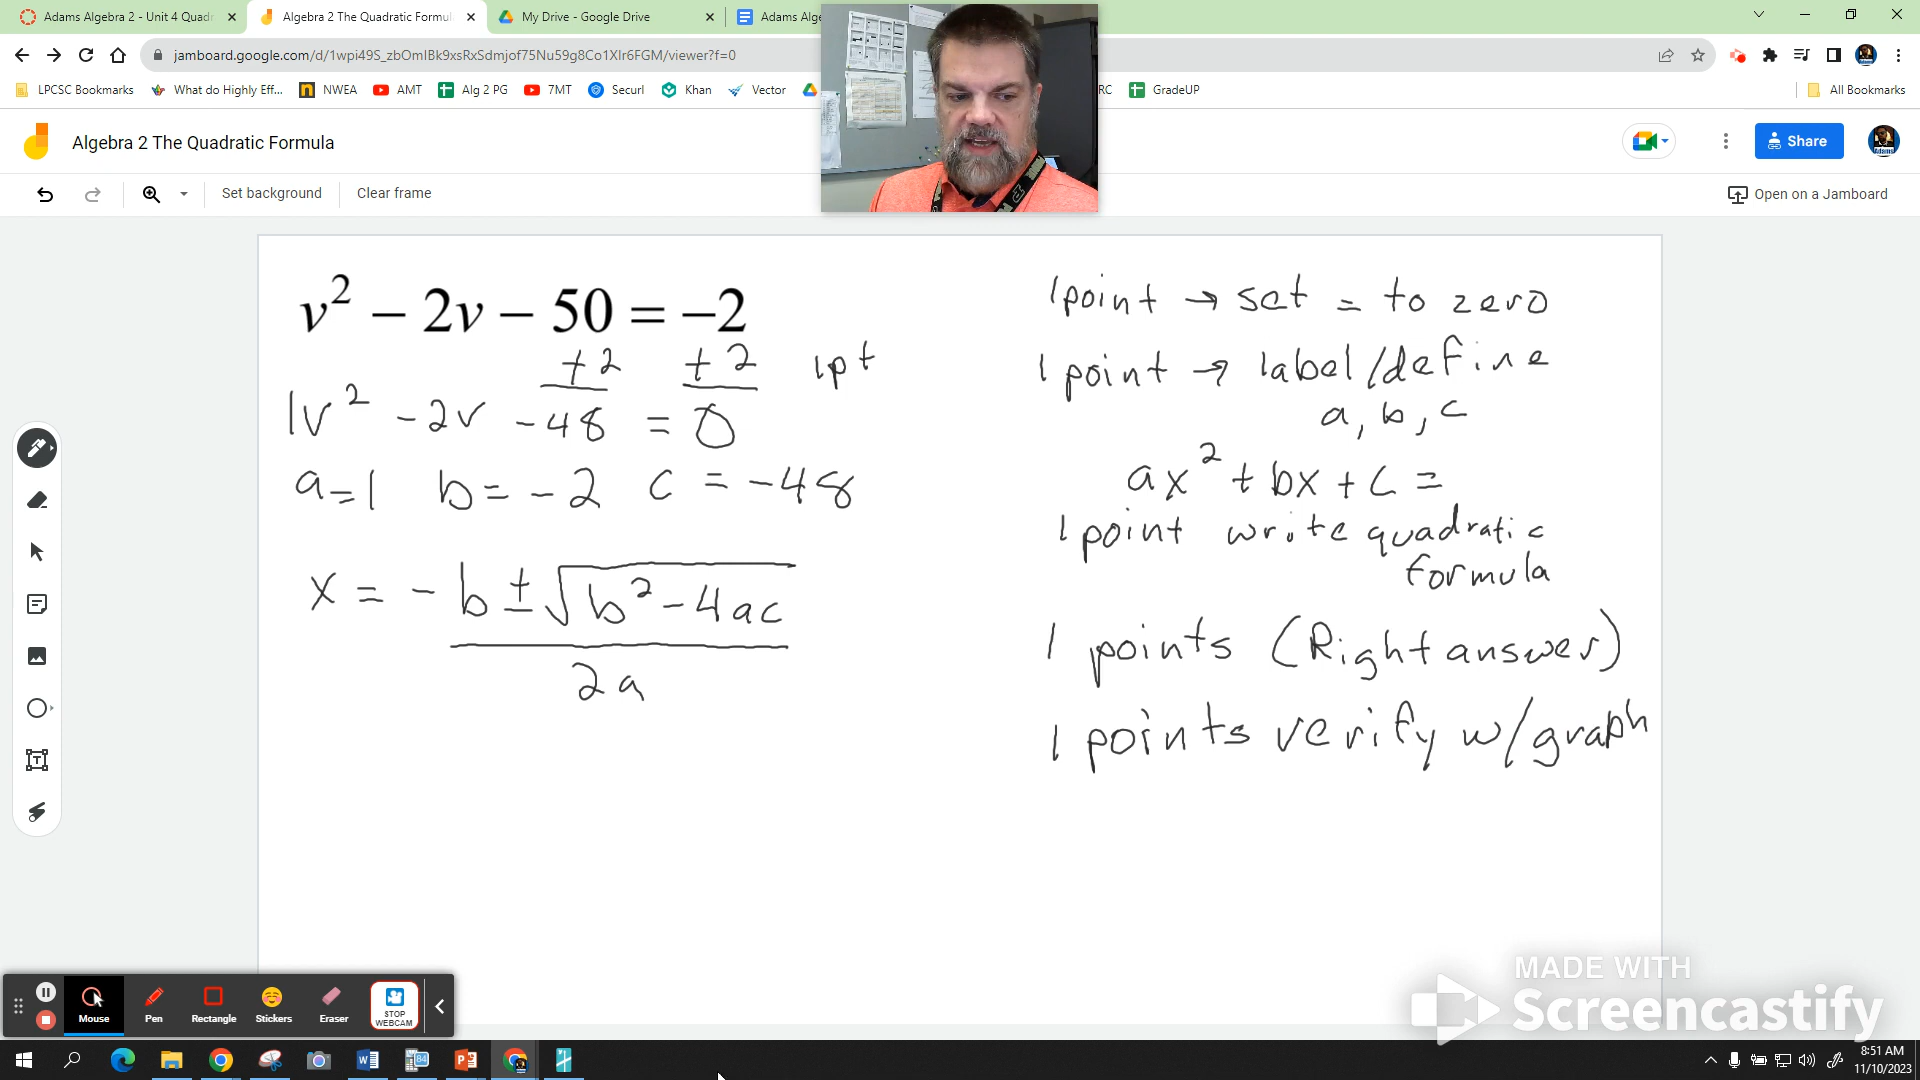 Adams Algebra 2 - Unit 4 Quadr
Algebra 2 The Quadratic Formul
My Drive - Google Drive
Adams Alge
jamboard.google.com/d/1wpi49S_zbOmIBk9xsRxSdmjof75Nu59g8Co1XIr6FGM/viewer?f=0
LPCSC Bookmarks
What do Highly Eff...
NWEA
AMT
Alg 2 PG
7MT
Securl
Khan
Vector
RC
GradeUP
All Bookmarks
Algebra 2 The Quadratic Formula
Share
Set background
Clear frame
Open on a Jamboard
v² − 2v − 50 = −2
+2 +2 1pt
1v² - 2v - 48 = 0
a=1 b= -2 c = -48
x = - b ± √b² - 4ac
2a
1 point → set = to zero
1 point → label/define
a, b, c
ax² + bx + c =
1 point write quadratic
formula
1 points (Right answer)
1 points verify w/graph
Mouse
Pen
Rectangle
Stickers
Eraser
STOP
WEBCAM
MADE WITH
Screencastify
8:51 AM
11/10/2023